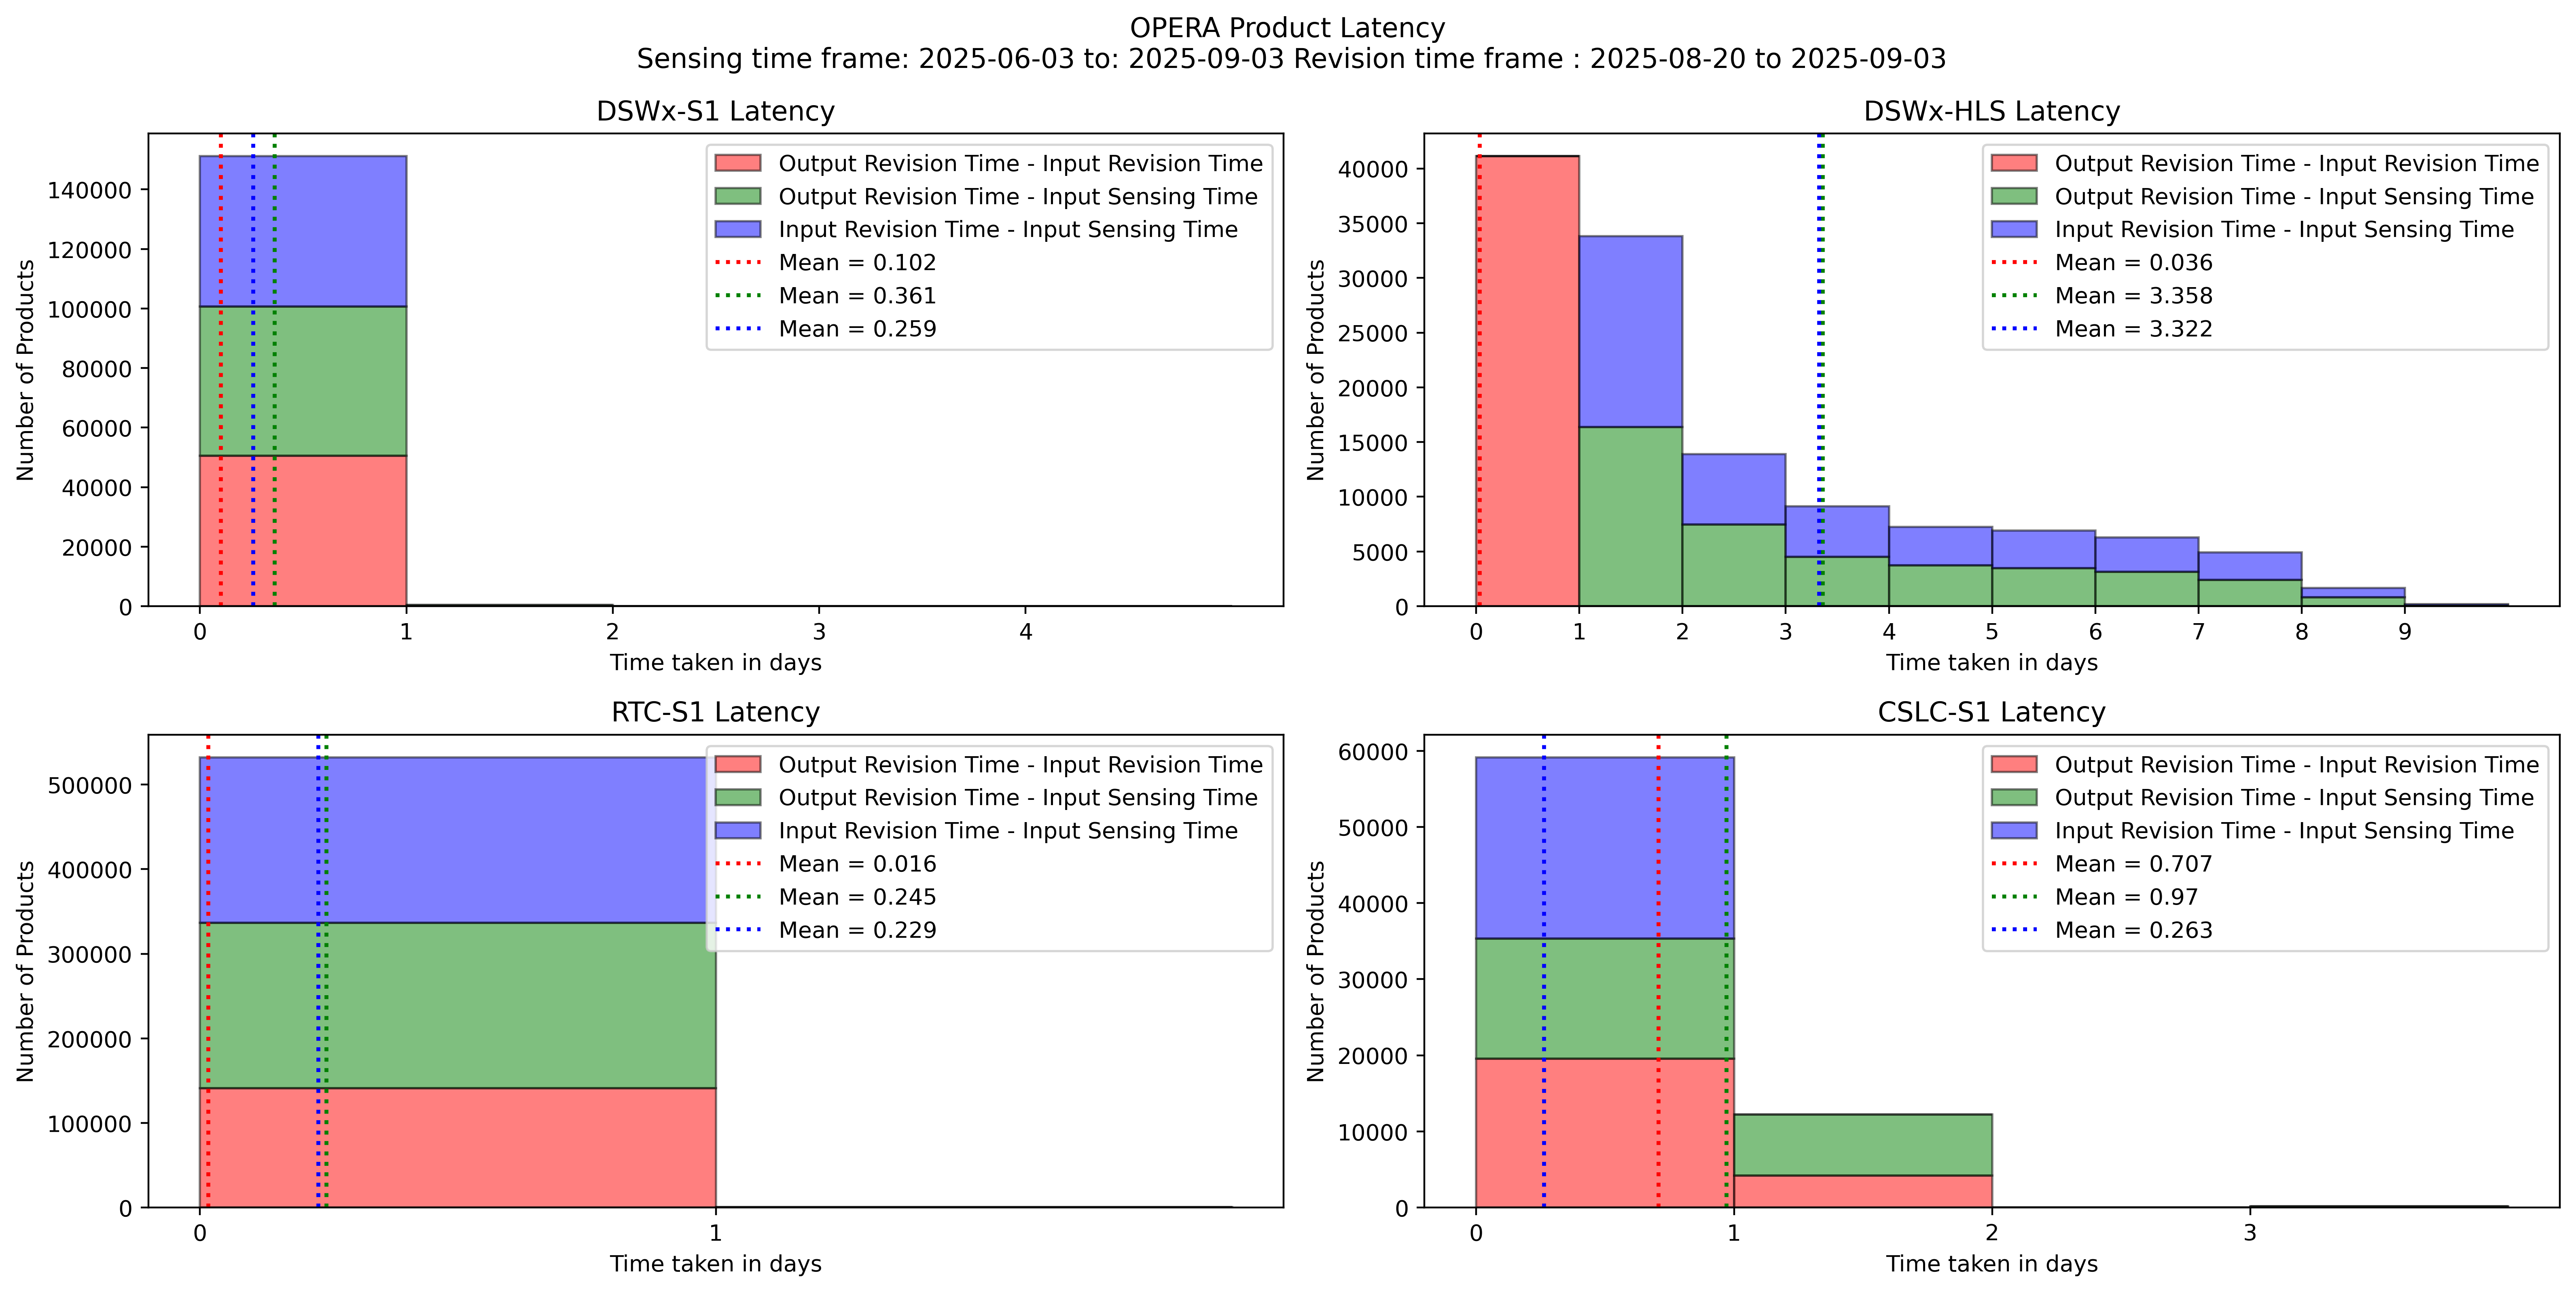 OPERA Product Latency
Sensing time frame: 2025-06-03 to: 2025-09-03 Revision time frame : 2025-08-20 to 2025-09-03
DSWx-S1 Latency
Number of Products
140000
120000
100000
80000
60000
40000
20000
0
Output Revision Time - Input Revision Time
Output Revision Time - Input Sensing Time
Input Revision Time - Input Sensing Time
Mean = 0.102
Mean = 0.361
Mean = 0.259
0 1 2 3 4
Time taken in days
DSWx-HLS Latency
Number of Products
40000
35000
30000
25000
20000
15000
10000
5000
0
Output Revision Time - Input Revision Time
Output Revision Time - Input Sensing Time
Input Revision Time - Input Sensing Time
Mean = 0.036
Mean = 3.358
Mean = 3.322
0 1 2 3 4 5 6 7 8 9
Time taken in days
RTC-S1 Latency
Number of Products
500000
400000
300000
200000
100000
0
Output Revision Time - Input Revision Time
Output Revision Time - Input Sensing Time
Input Revision Time - Input Sensing Time
Mean = 0.016
Mean = 0.245
Mean = 0.229
0 1
Time taken in days
CSLC-S1 Latency
Number of Products
60000
50000
40000
30000
20000
10000
0
Output Revision Time - Input Revision Time
Output Revision Time - Input Sensing Time
Input Revision Time - Input Sensing Time
Mean = 0.707
Mean = 0.97
Mean = 0.263
0 1 2 3
Time taken in days